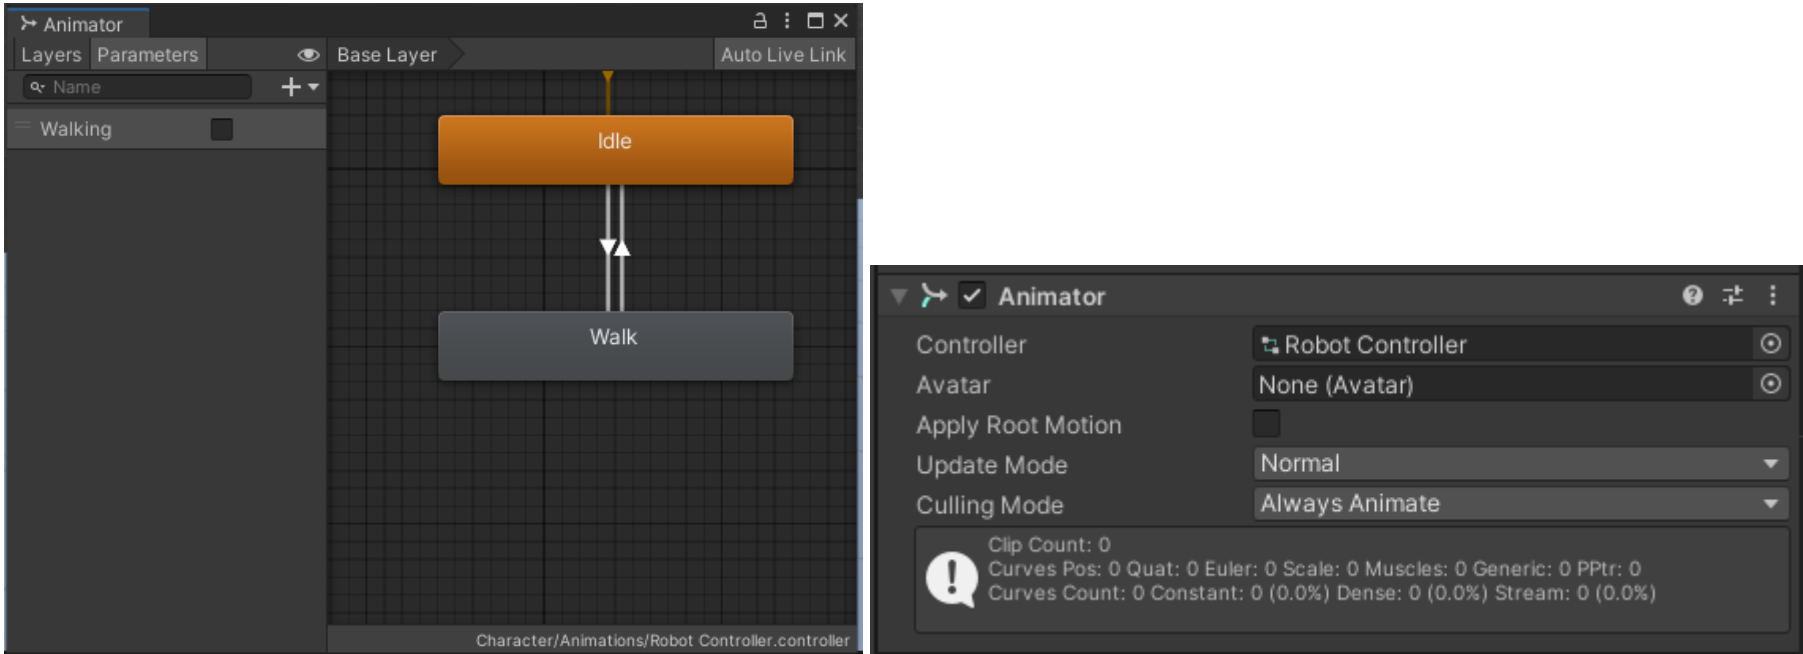 Animator
Layers Parameters
Base Layer
Auto Live Link
Name
Walking
Idle
Walk
Character/Animations/Robot Controller.controller
Animator
Controller
Robot Controller
Avatar
None (Avatar)
Apply Root Motion
Update Mode
Normal
Culling Mode
Always Animate
Clip Count: 0
Curves Pos: 0 Quat: 0 Euler: 0 Scale: 0 Muscles: 0 Generic: 0 PPtr: 0
Curves Count: 0 Constant: 0 (0.0%) Dense: 0 (0.0%) Stream: 0 (0.0%)